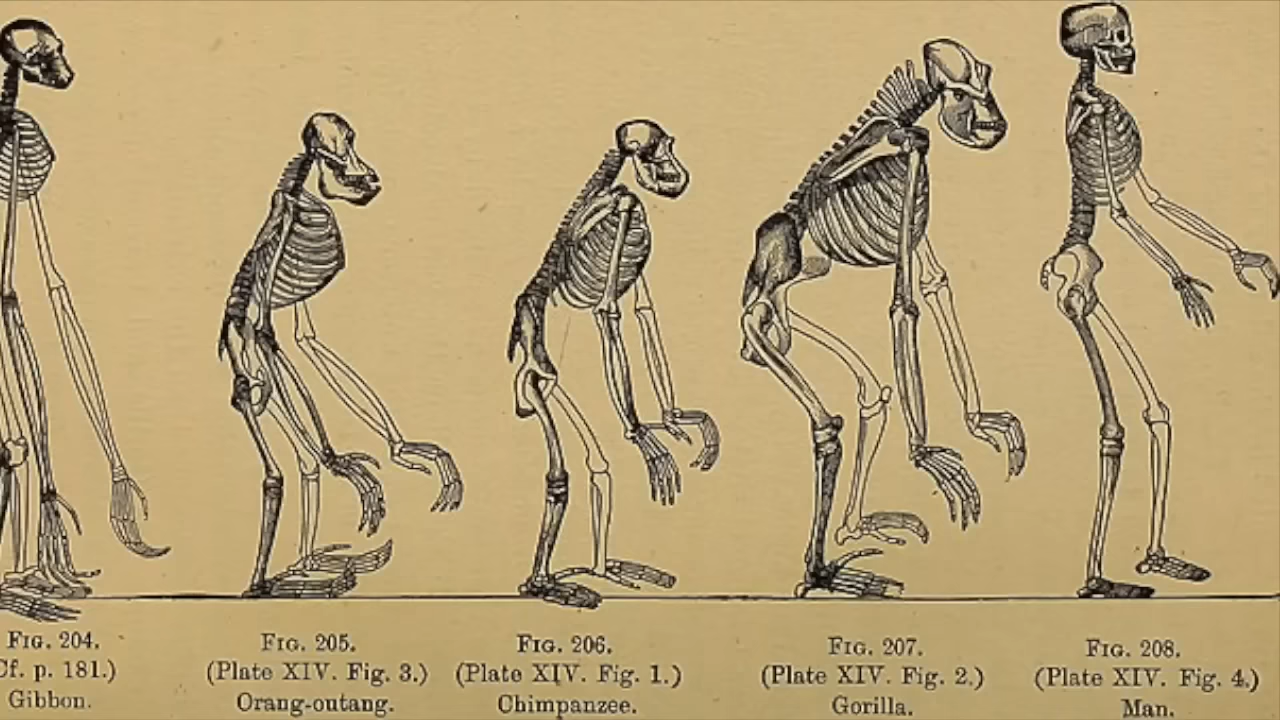 FIG. 204.
Cf. p. 181.)
Gibbon.
FIG. 205.
(Plate XIV. Fig. 3.)
Orang-outang.
FIG. 206.
(Plate XIV. Fig. 1.)
Chimpanzee.
FIG. 207.
(Plate XIV. Fig. 2.)
Gorilla.
FIG. 208.
(Plate XIV. Fig. 4.)
Man.